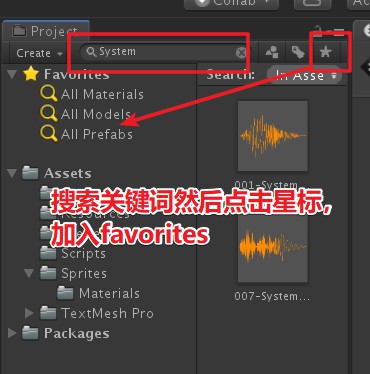 Collab
Project
Create
System
Favorites
Search:
In Asse
All Materials
All Models
All Prefabs
001-System...
Assets
搜索关键词然后点击星标,
加入favorites
Scripts
Sprites
Materials
007-System...
TextMesh Pro
Packages